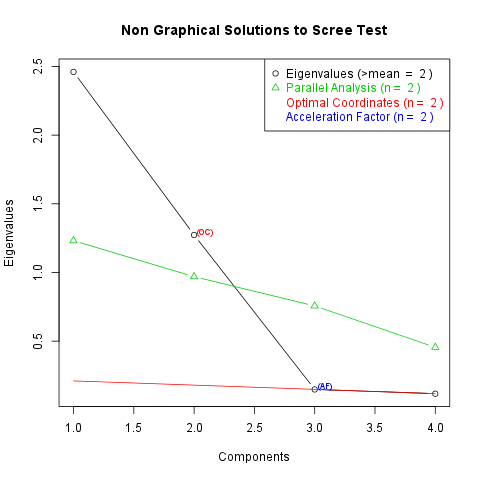 Non Graphical Solutions to Scree Test
Eigenvalues (>mean = 2 )
Parallel Analysis (n = 2 )
Optimal Coordinates (n = 2 )
Acceleration Factor (n = 2 )
2.5
2.0
1.5
1.0
0.5
Eigenvalues
(OC)
(AF)
1.0 1.5 2.0 2.5 3.0 3.5 4.0
Components